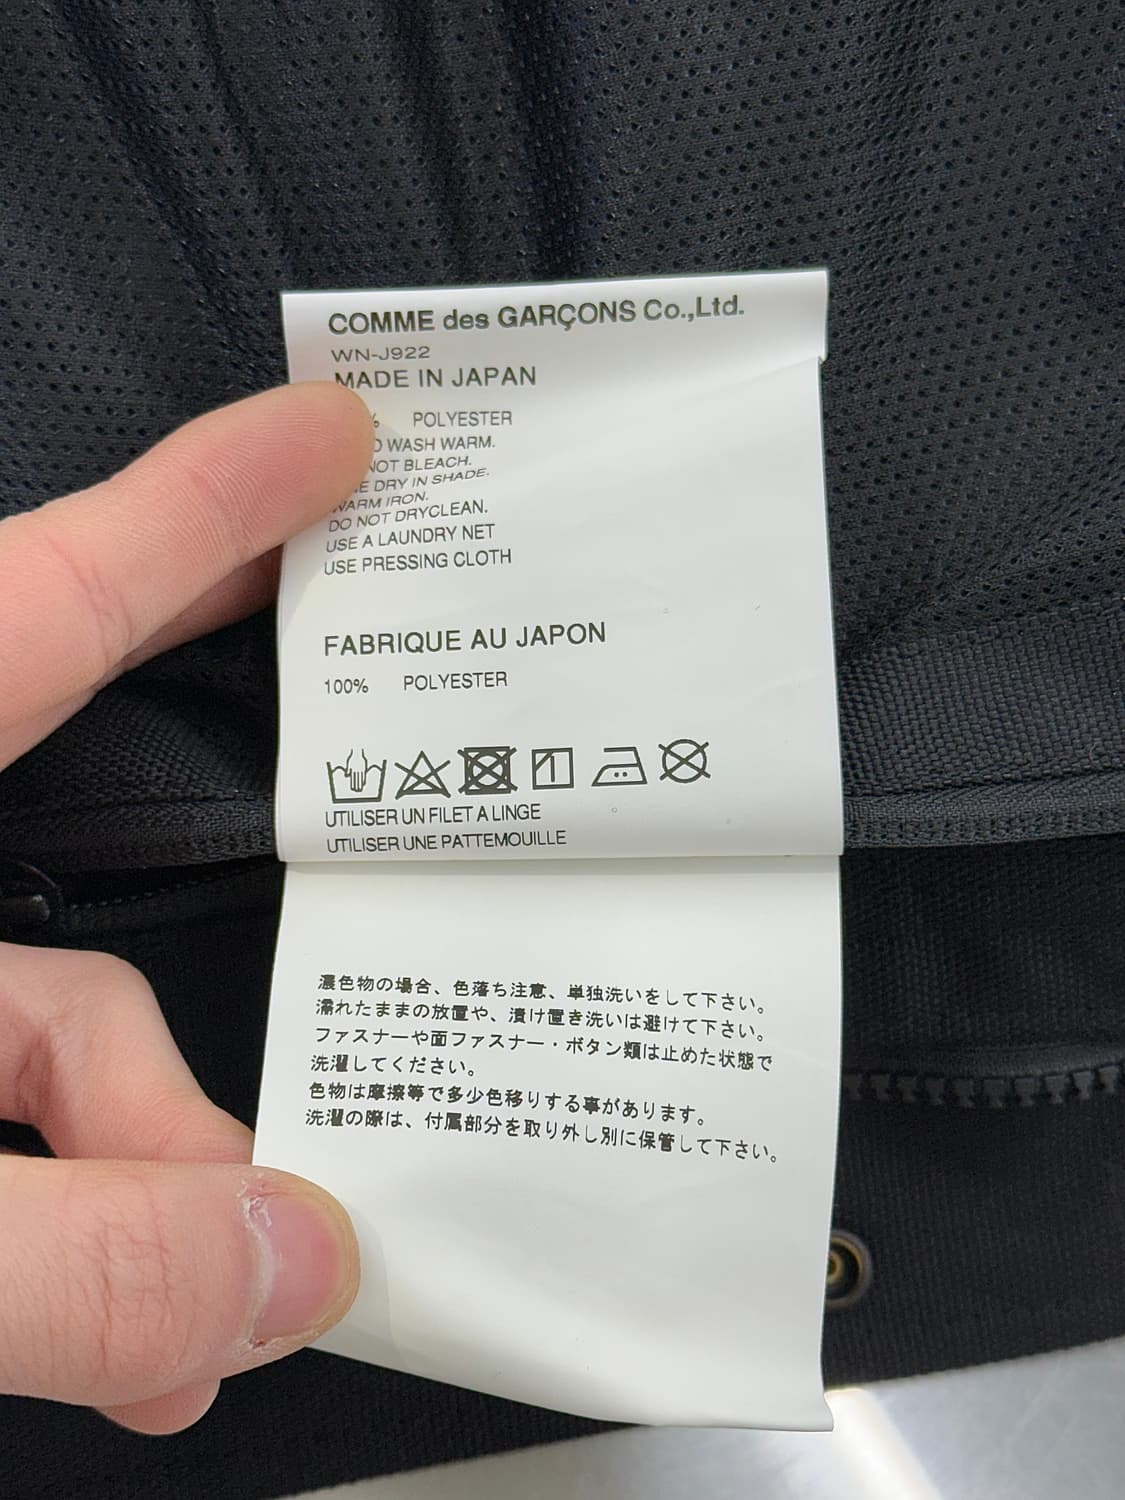 COMME des GARÇONS Co.,Ltd.
WN-J922
MADE IN JAPAN
% POLYESTER
WASH WARM.
NOT BLEACH.
DRY IN SHADE.
WARM IRON.
DO NOT DRYCLEAN.
USE A LAUNDRY NET
USE PRESSING CLOTH
FABRIQUE AU JAPON
100% POLYESTER
UTILISER UN FILET A LINGE
UTILISER UNE PATTEMOUILLE
濃色物の場合、色落ち注意、単独洗いをして下さい。
濡れたままの放置や、漬け置き洗いは避けて下さい。
ファスナーや面ファスナー・ボタン類は止めた状態で
洗濯してください。
色物は摩擦等で多少色移りする事があります。
洗濯の際は、付属部分を取り外し別に保管して下さい。